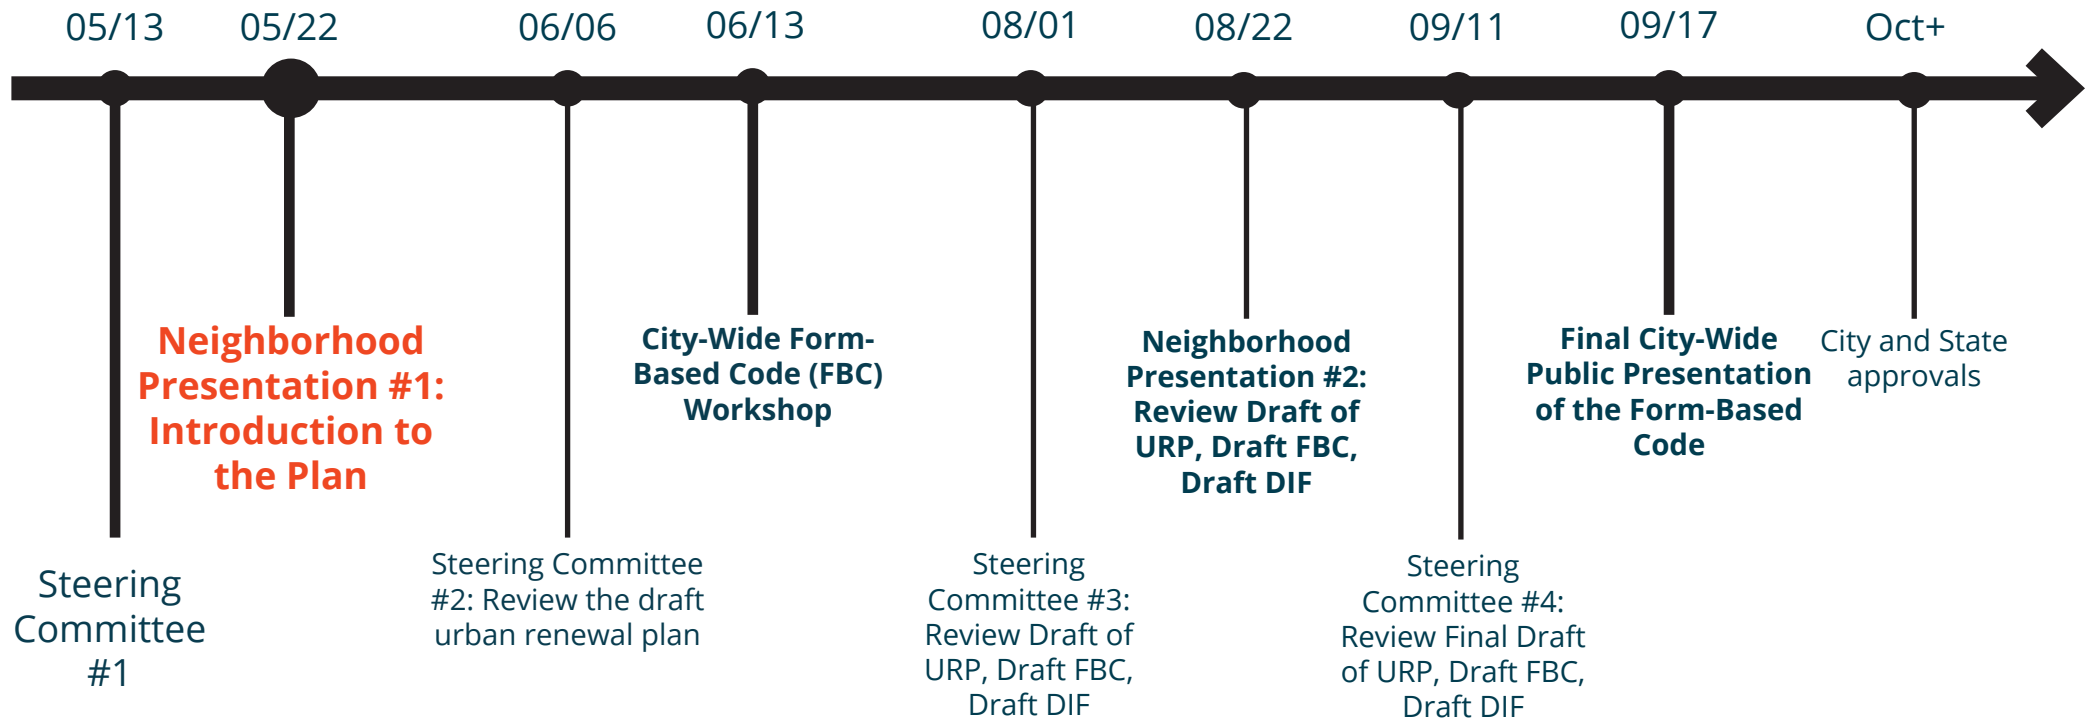 05/13
05/22
06/06
06/13
08/01
08/22
09/11
09/17
Oct+
Neighborhood
Presentation #1:
Introduction to
the Plan
City-Wide Form-
Based Code (FBC)
Workshop
Neighborhood
Presentation #2:
Review Draft of
URP, Draft FBC,
Draft DIF
Final City-Wide
Public Presentation
of the Form-Based
Code
City and State
approvals
Steering
Committee
#1
Steering Committee
#2: Review the draft
urban renewal plan
Steering
Committee #3:
Review Draft of
URP, Draft FBC,
Draft DIF
Steering
Committee #4:
Review Final Draft
of URP, Draft FBC,
Draft DIF